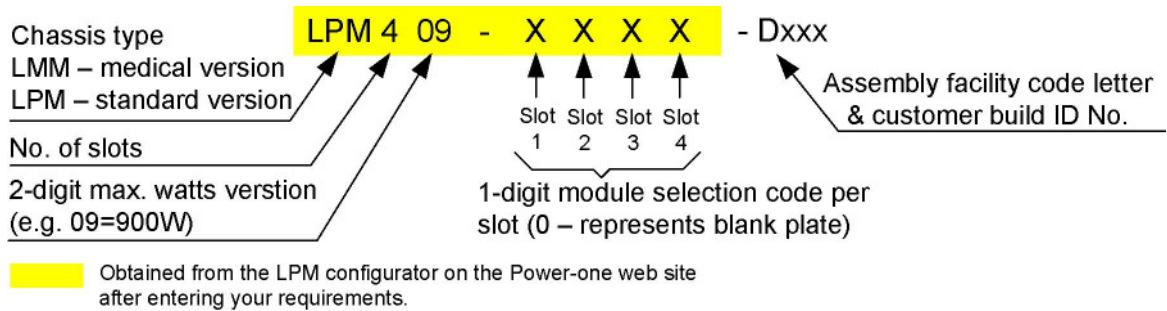 LPM 4 09 - X X X X - Dxxx
Chassis type
LMM – medical version
LPM – standard version
No. of slots
2-digit max. watts verstion
(e.g. 09=900W)
Slot Slot Slot Slot
1 2 3 4
1-digit module selection code per
slot (0 – represents blank plate)
Assembly facility code letter
& customer build ID No.
Obtained from the LPM configurator on the Power-one web site
after entering your requirements.